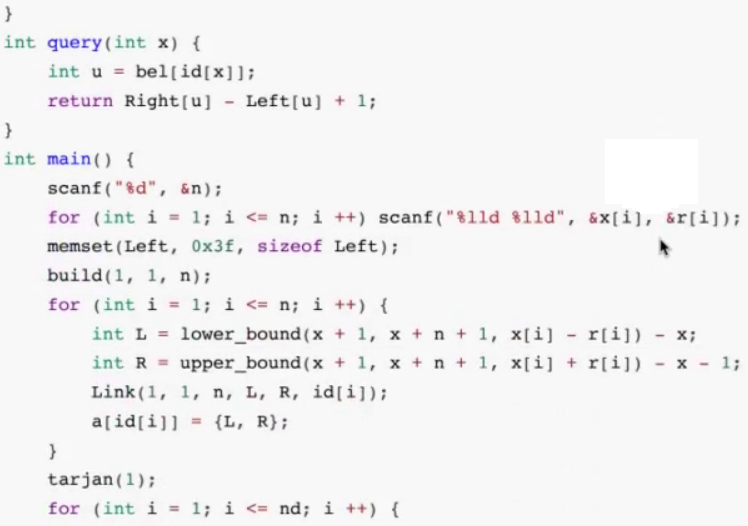 }
int query(int x) {
    int u = bel[id[x]];
    return Right[u] - Left[u] + 1;
}
int main() {
    scanf("%d", &n);
    for (int i = 1; i <= n; i ++) scanf("%lld %lld", &x[i], &r[i]);
    memset(Left, 0x3f, sizeof Left);
    build(1, 1, n);
    for (int i = 1; i <= n; i ++) {
        int L = lower_bound(x + 1, x + n + 1, x[i] - r[i]) - x;
        int R = upper_bound(x + 1, x + n + 1, x[i] + r[i]) - x - 1;
        Link(1, 1, n, L, R, id[i]);
        a[id[i]] = {L, R};
    }
    tarjan(1);
    for (int i = 1; i <= nd; i ++) {